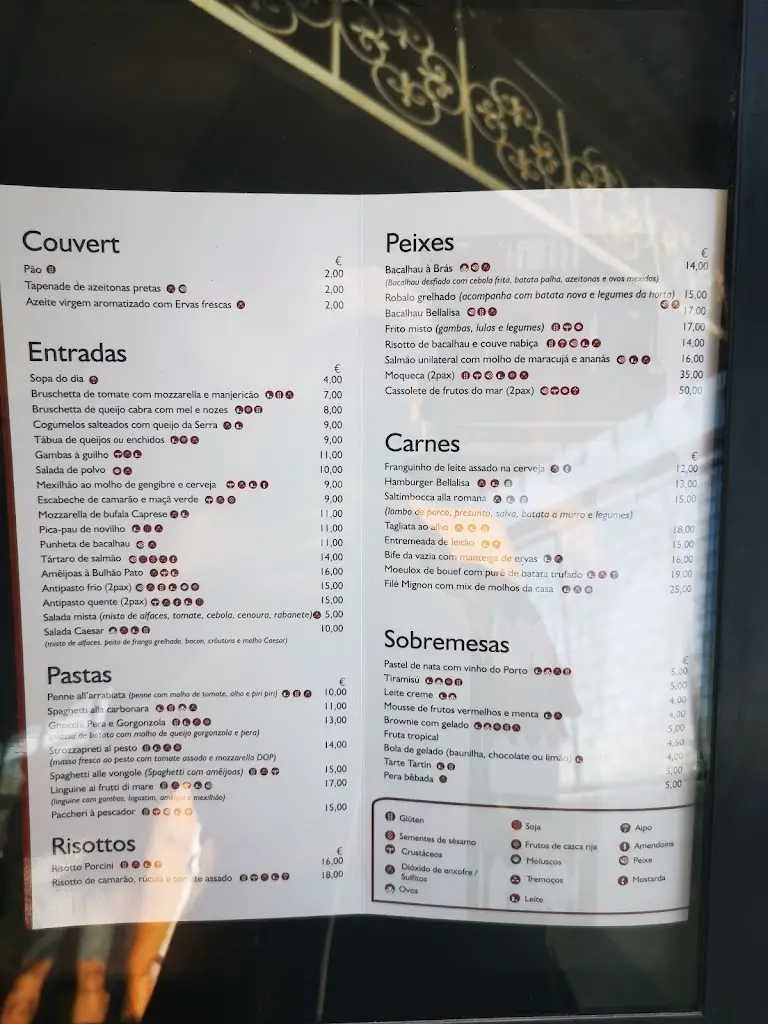 Couvert
€
Pão 2,00
Tapenade de azeitonas pretas 2,00
Azeite virgem aromatizado com Ervas frescas 2,00
Entradas
€
Sopa do dia 4,00
Bruschetta de tomate com mozzarella e manjericão 7,00
Bruschetta de queijo cabra com mel e nozes 8,00
Cogumelos salteados com queijo da Serra 9,00
Tábua de queijos ou enchidos 9,00
Gambas à guilho 11,00
Salada de polvo 10,00
Mexilhão ao molho de gengibre e cerveja 9,00
Escabeche de camarão e maçã verde 9,00
Mozzarella de bufala Caprese 11,00
Pica-pau de novilho 11,00
Punheta de bacalhau 11,00
Tártaro de salmão 14,00
Amêijoas à Bulhão Pato 16,00
Antipasto frio (2pax) 15,00
Antipasto quente (2pax) 15,00
Salada mista (misto de alfaces, tomate, cebola, cenoura, rabanete) 5,00
Salada Caesar 10,00
(misto de alfaces, peito de frango grelhado, bacon, crôutons e molho Caesar)
Pastas
€
Penne all'arrabiata (penne com molho de tomate, alho e piri piri) 10,00
Spaghetti alla carbonara 11,00
Gnocchi Pera e Gorgonzola 13,00
(massa de batata com molho de queijo gorgonzola e pera)
Strozzapreti al pesto 14,00
(massa fresca ao pesto com tomate assado e mozzarella DOP)
Spaghetti alle vongole (Spaghetti com amêijoas) 15,00
Linguine ai frutti di mare 17,00
(linguine com gambas, lagostim, amêijoa e mexilhão)
Paccheri à pescador 15,00
Risottos
€
Risotto Porcini 16,00
Risotto de camarão, rúcula e tomate assado 18,00
Peixes
€
Bacalhau à Brás 14,00
(Bacalhau desfiado com cebola frita, batata palha, azeitonas e ovos mexidos)
Robalo grelhado (acompanha com batata nova e legumes da horta) 15,00
Bacalhau Bellalisa 17,00
Frito misto (gambas, lulas e legumes) 17,00
Risotto de bacalhau e couve nabiça 14,00
Salmão unilateral com molho de maracujá e ananás 16,00
Moqueca (2pax) 35,00
Cassolete de frutos do mar (2pax) 50,00
Carnes
€
Franguinho de leite assado na cerveja 12,00
Hamburger Bellalisa 13,00
Saltimbocca alla romana 15,00
(lombo de porco, presunto, salva, batata a murro e legumes)
Tagliata ao alho 18,00
Entremeada de leitão 15,00
Bife da vazia com manteiga de ervas 16,00
Moeulox de bouef com purê de batata trufado 19,00
Filé Mignon com mix de molhos da casa 25,00
Sobremesas
€
Pastel de nata com vinho do Porto 5,00
Tiramisú 5,00
Leite creme 4,00
Mousse de frutos vermelhos e menta 4,00
Brownie com gelado 5,00
Fruta tropical 4,50
Bola de gelado (baunilha, chocolate ou limão) 4,00
Tarte Tartin 5,00
Pera bêbada 5,00
Glúten
Sementes de sésamo
Crustáceos
Dióxido de enxofre /
Sulfitos
Ovos
Soja
Frutos de casca rija
Moluscos
Tremoços
Leite
Aipo
Amendoins
Peixe
Mostarda